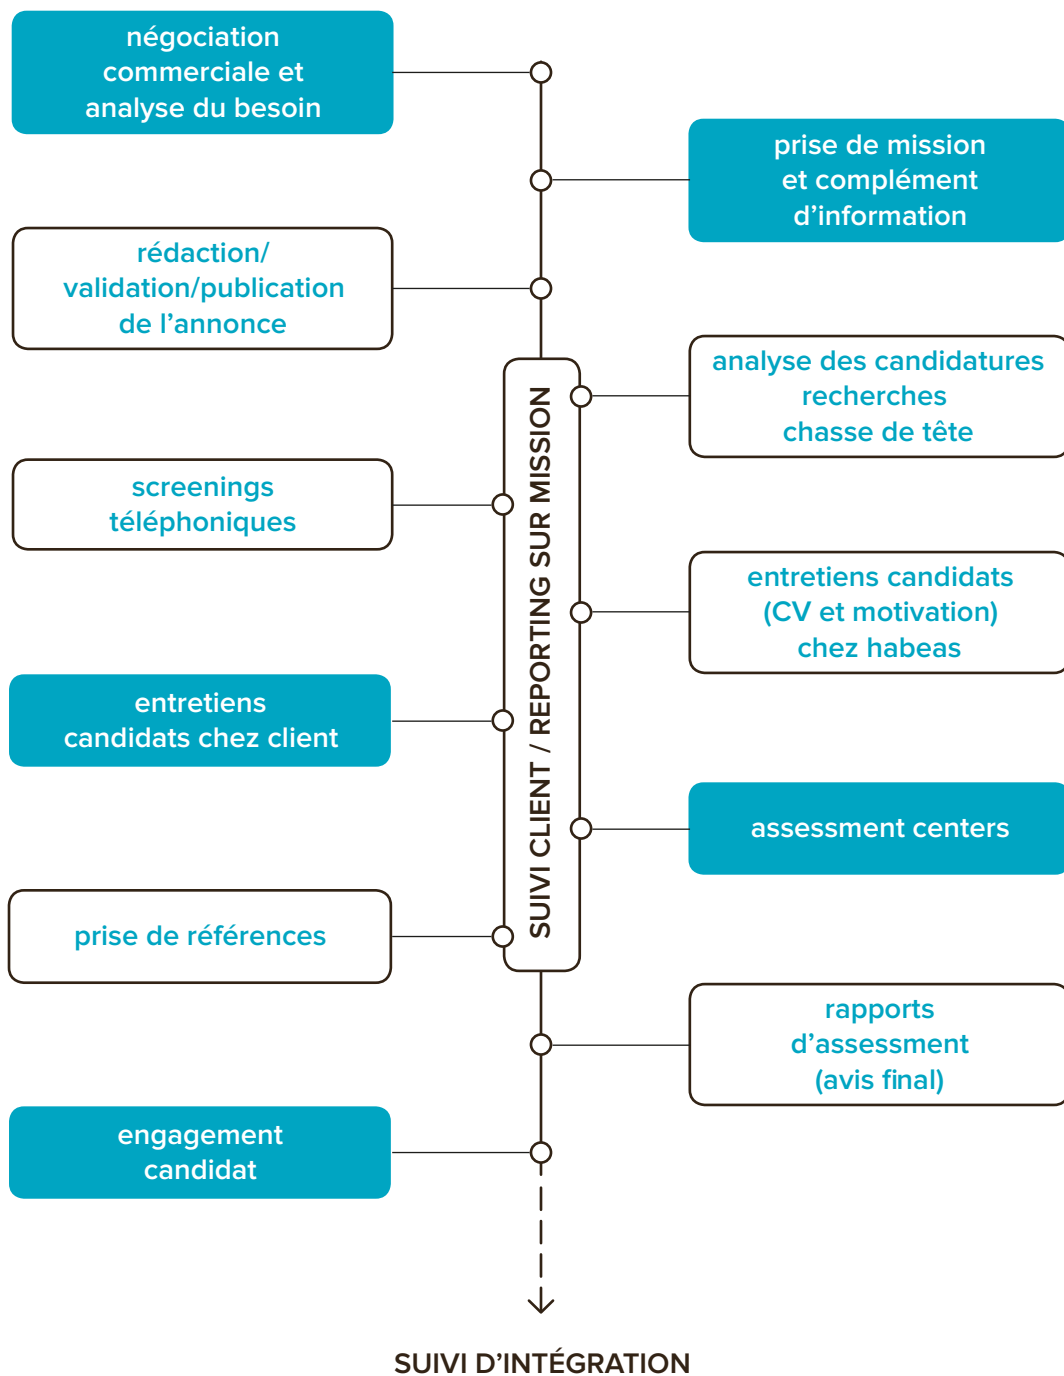 négociation
commerciale et
analyse du besoin
prise de mission
et complément
d’information
rédaction/
validation/publication
de l’annonce
analyse des candidatures
recherches
chasse de tête
SUIVI CLIENT / REPORTING SUR MISSION
screenings
téléphoniques
entretiens candidats
(CV et motivation)
chez habeas
entretiens
candidats chez client
assessment centers
prise de références
rapports
d’assessment
(avis final)
engagement
candidat
SUIVI D’INTÉGRATION